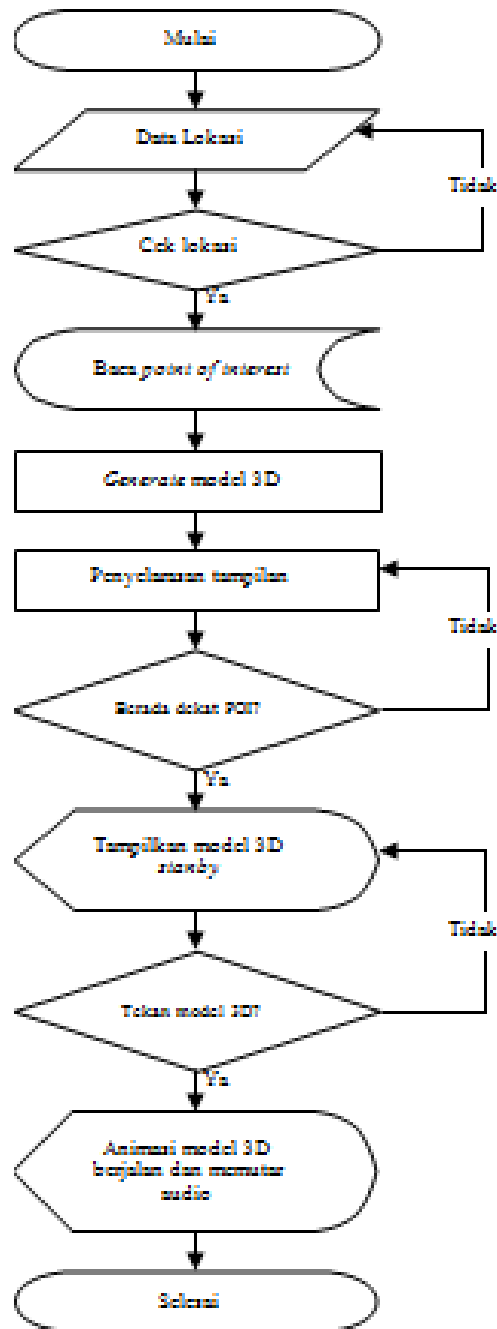 Mulai
Data Lokasi
Tidak
Cek lokasi
Ya
Baca point of interest
Generate model 3D
Penyelarasan tampilan
Tidak
Berada dekat POI?
Ya
Tampilkan model 3D
stanby
Tidak
Tekan model 3D?
Ya
Animasi model 3D
berjalan dan memutar
audio
Selesai